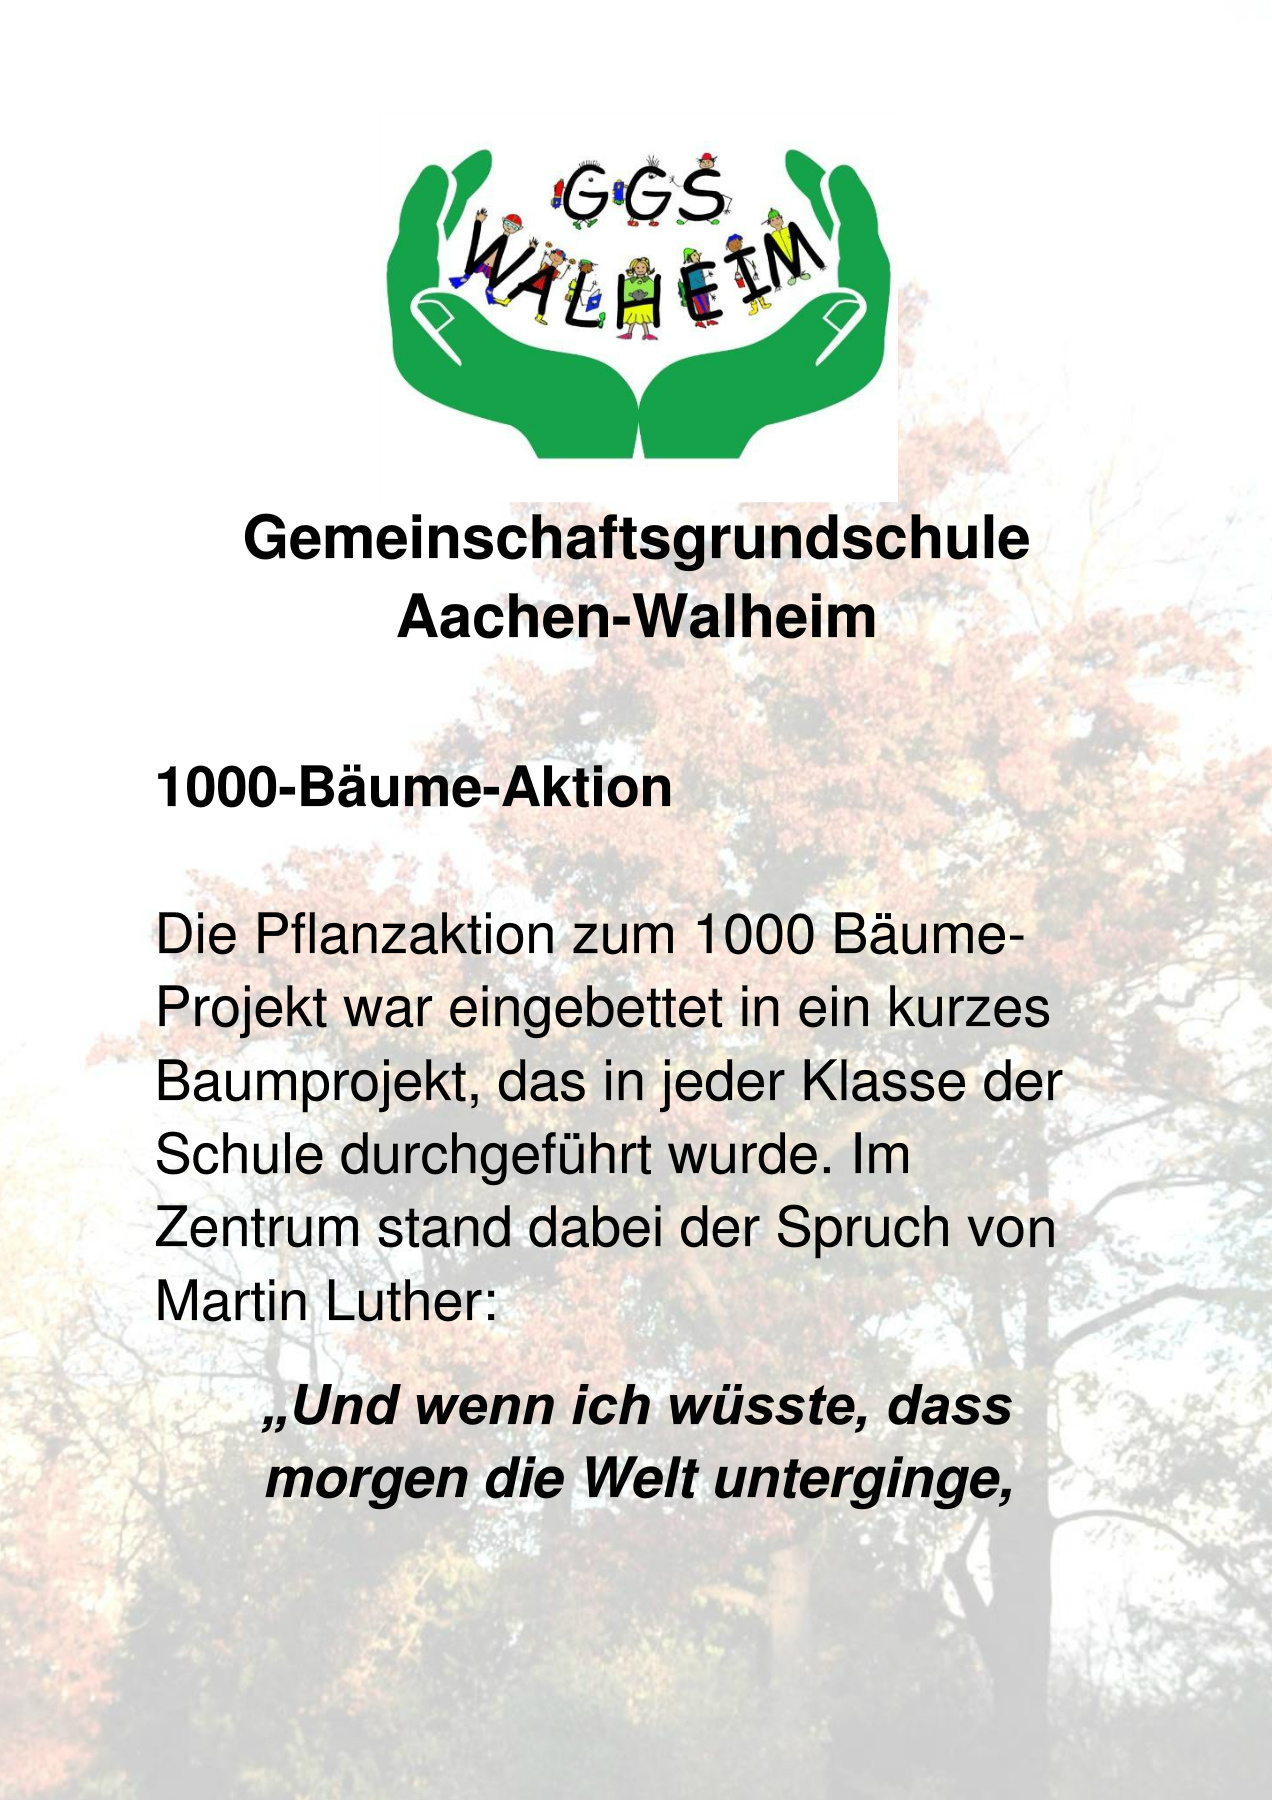 GGS
WALHEIM
Gemeinschaftsgrundschule
Aachen-Walheim
1000-Bäume-Aktion
Die Pflanzaktion zum 1000 Bäume-
Projekt war eingebettet in ein kurzes
Baumprojekt, das in jeder Klasse der
Schule durchgeführt wurde. Im
Zentrum stand dabei der Spruch von
Martin Luther:
„Und wenn ich wüsste, dass
morgen die Welt unterginge,